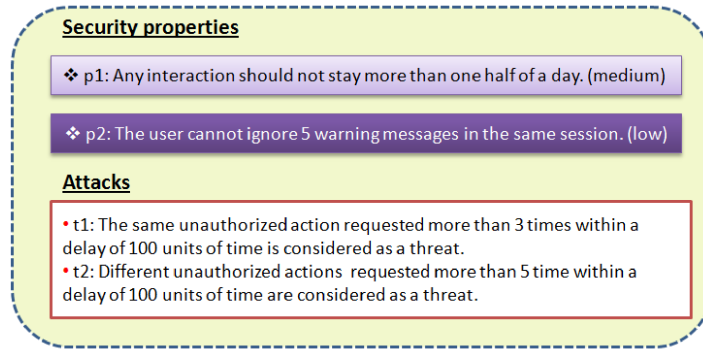 Security properties
❖ p1: Any interaction should not stay more than one half of a day. (medium)
❖ p2: The user cannot ignore 5 warning messages in the same session. (low)
Attacks
• t1: The same unauthorized action requested more than 3 times within a
delay of 100 units of time is considered as a threat.
• t2: Different unauthorized actions requested more than 5 time within a
delay of 100 units of time are considered as a threat.